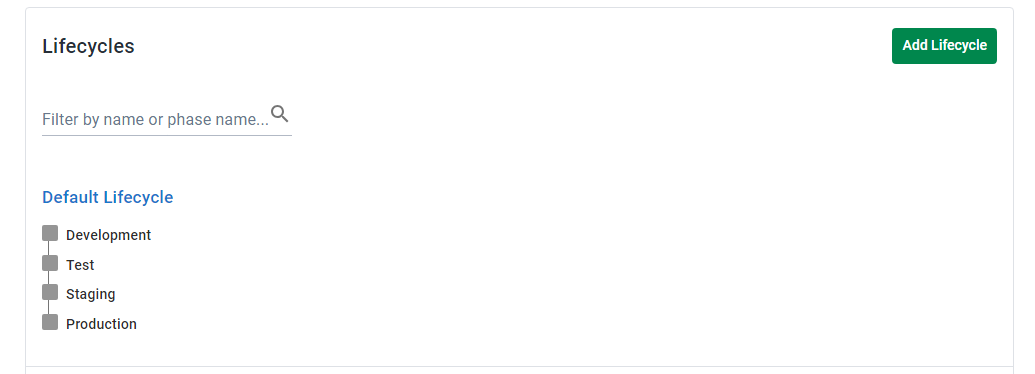 Lifecycles
Add Lifecycle
Filter by name or phase name...
Default Lifecycle
Development
Test
Staging
Production